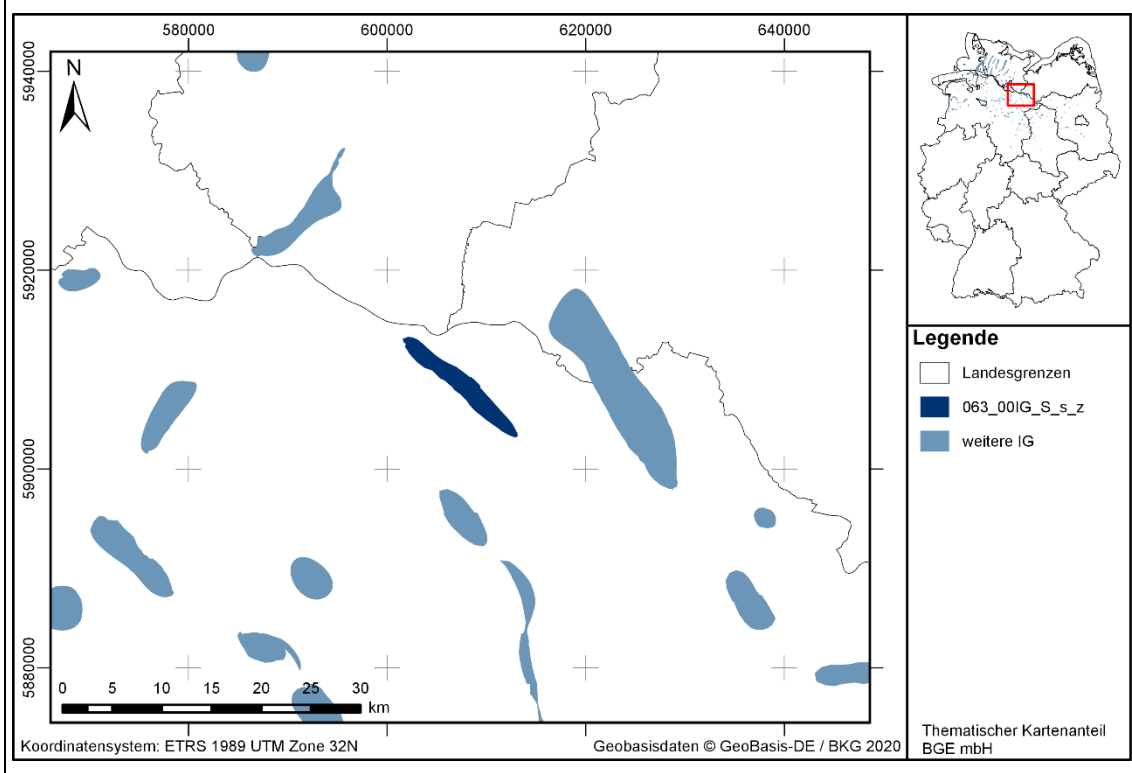 580000 600000 620000 640000
5940000
5920000
5900000
5880000
N
0 5 10 15 20 25 30
km
Koordinatensystem: ETRS 1989 UTM Zone 32N
Geobasisdaten © GeoBasis-DE / BKG 2020
Legende
Landesgrenzen
063_00IG_S_s_z
weitere IG
Thematischer Kartenanteil
BGE mbH